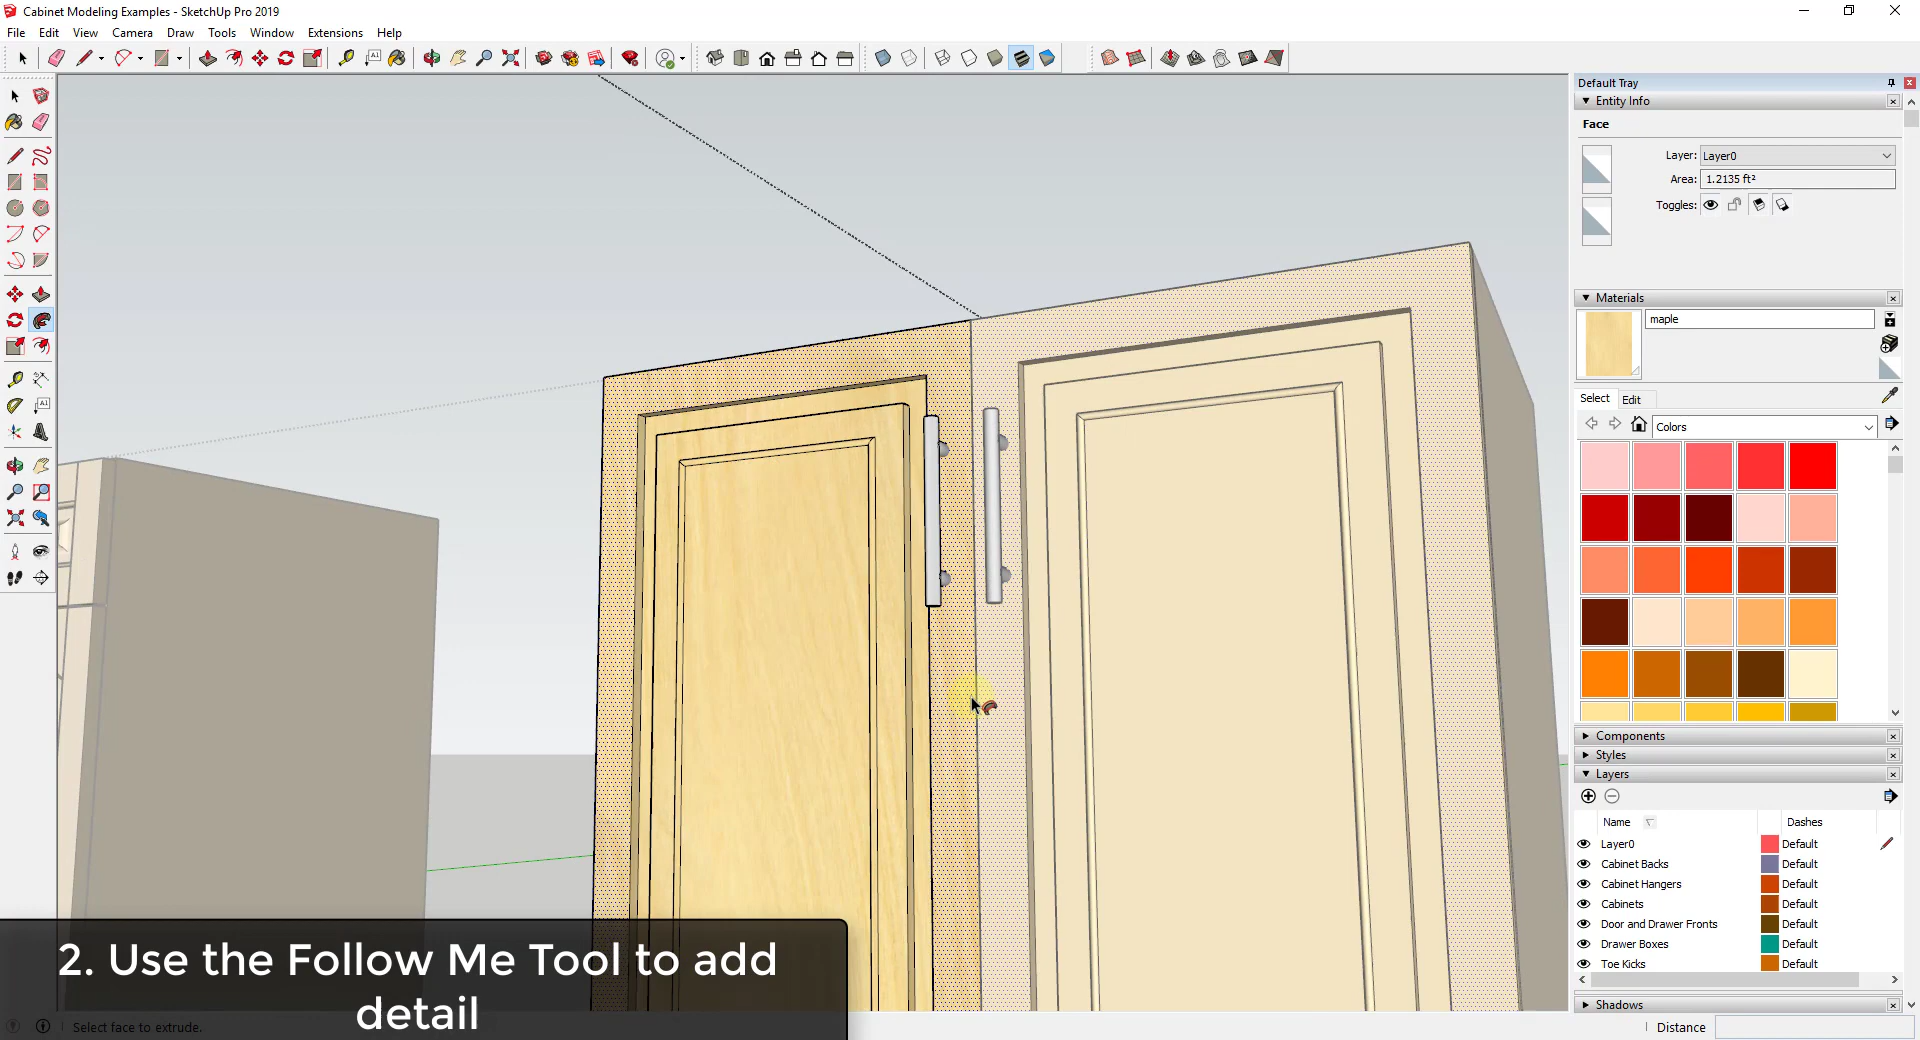 Cabinet Modeling Examples - SketchUp Pro 2019
File Edit View Camera Draw Tools Window Extensions Help
Default Tray
Entity Info
Face
Layer: Layer0
Area: 1.2135 ft²
Toggles:
Materials
maple
Select Edit
Colors
Components
Styles
Layers
Name Dashes
Layer0 Default
Cabinet Backs Default
Cabinet Hangers Default
Cabinets Default
Door and Drawer Fronts Default
Drawer Boxes Default
Toe Kicks Default
Shadows
2. Use the Follow Me Tool to add
detail
Select face to extrude.
Distance